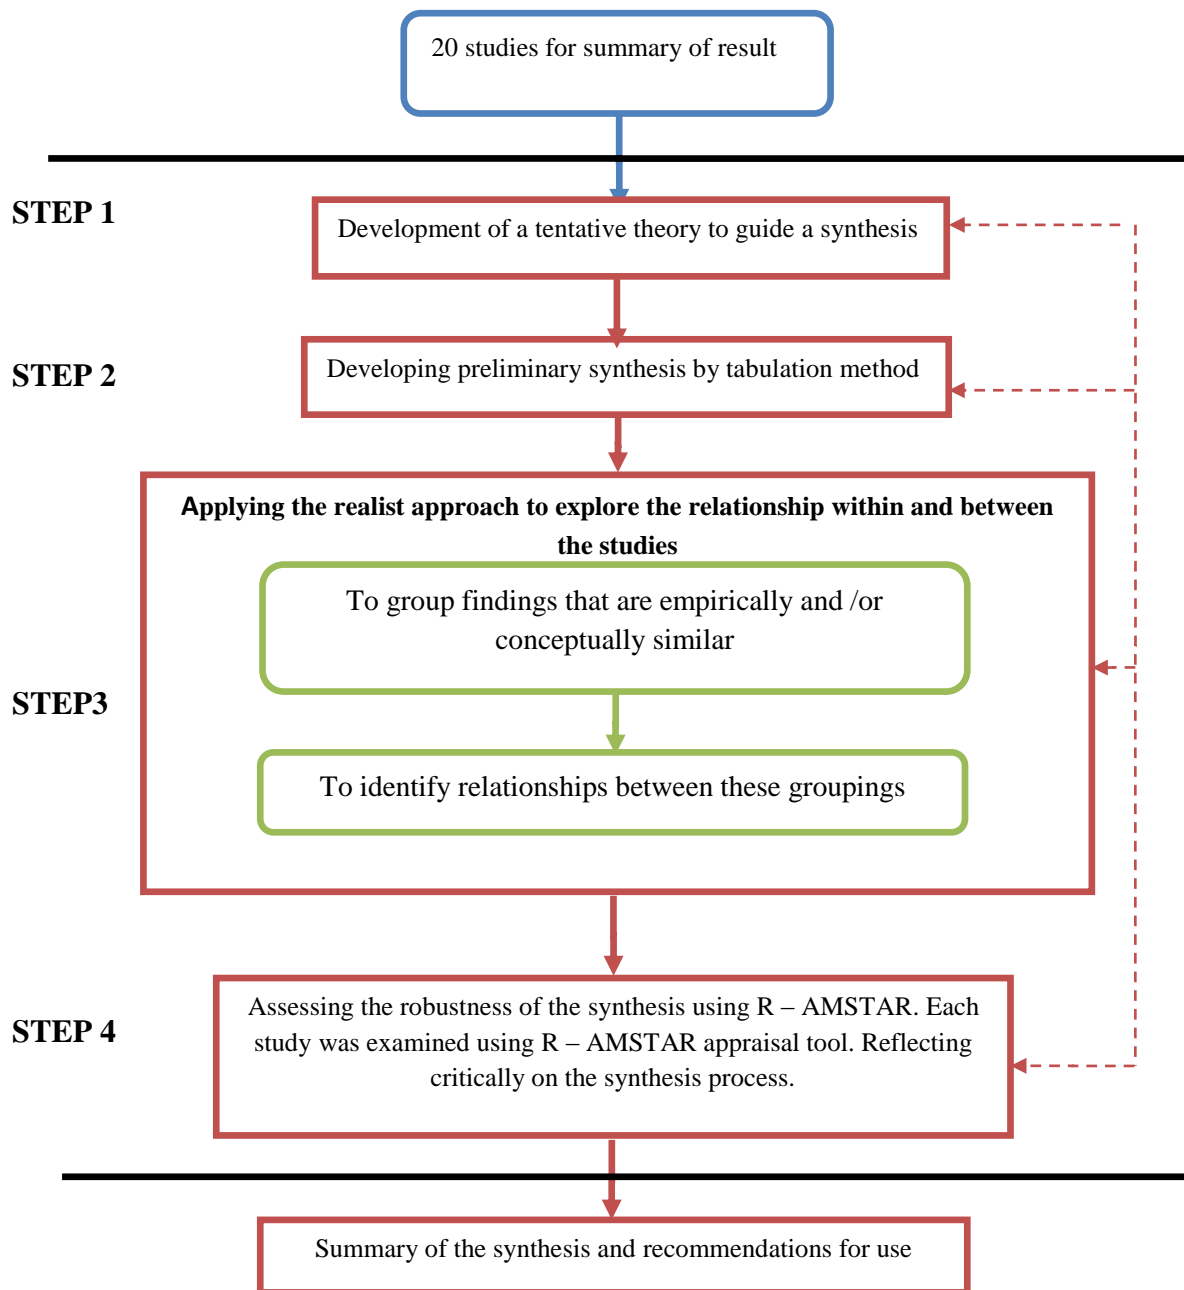 20 studies for summary of result
STEP 1
Development of a tentative theory to guide a synthesis
STEP 2
Developing preliminary synthesis by tabulation method
Applying the realist approach to explore the relationship within and between
the studies
To group findings that are empirically and /or
conceptually similar
STEP3
To identify relationships between these groupings
STEP 4
Assessing the robustness of the synthesis using R – AMSTAR. Each
study was examined using R – AMSTAR appraisal tool. Reflecting
critically on the synthesis process.
Summary of the synthesis and recommendations for use